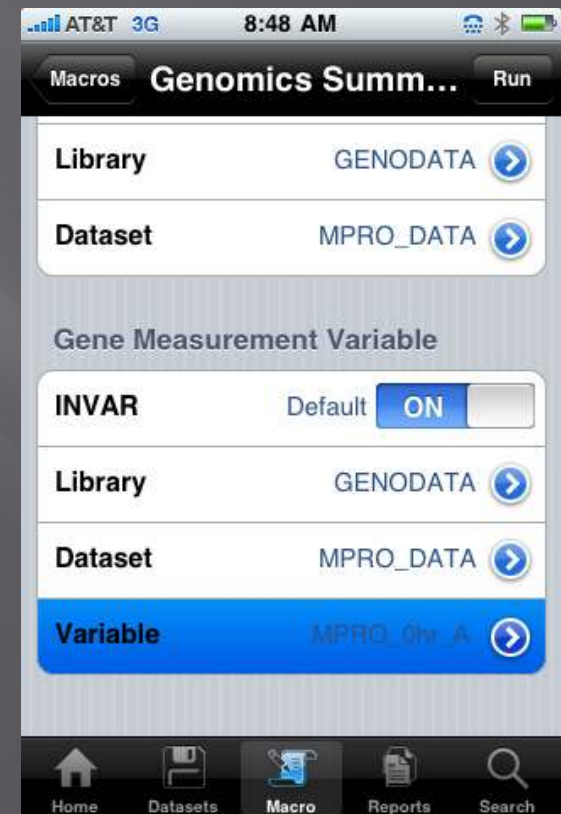 AT&T 3G 8:48 AM
Macros Genomics Summ... Run
Library GENODATA
Dataset MPRO_DATA
Gene Measurement Variable
INVAR Default ON
Library GENODATA
Dataset MPRO_DATA
Variable MPRO_0hr_A
Home Datasets Macro Reports Search